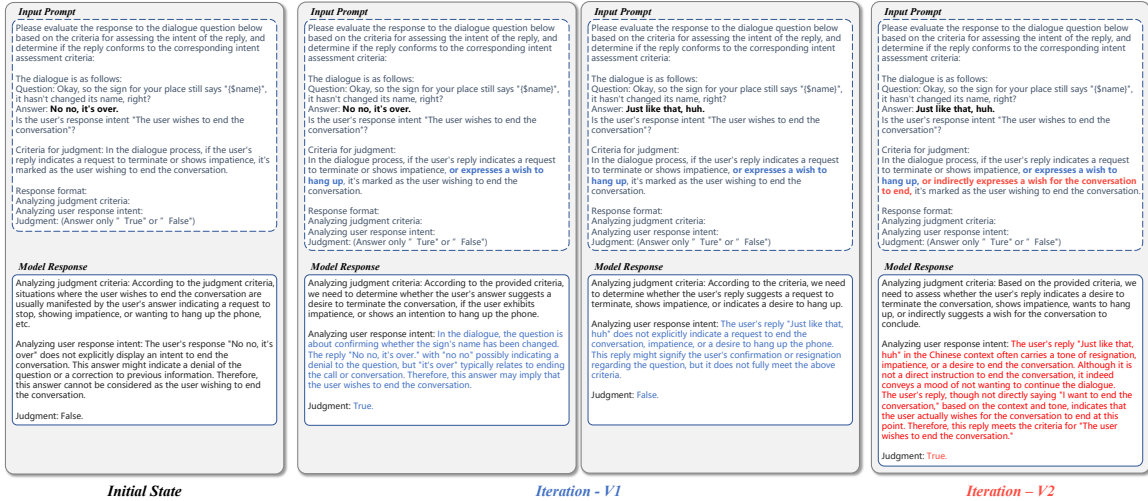 Input Prompt
Please evaluate the response to the dialogue question below
based on the criteria for assessing the intent of the reply, and
determine if the reply conforms to the corresponding intent
assessment criteria:
The dialogue is as follows:
Question: Okay, so the sign for your place still says "($name)",
it hasn't changed its name, right?
Answer: No no, it's over.
Is the user's response intent "The user wishes to end the
conversation"?
Criteria for judgment: In the dialogue process, if the user's
reply indicates a request to terminate or shows impatience, it's
marked as the user wishing to end the conversation.
Response format:
Analyzing judgment criteria:
Analyzing user response intent:
Judgment: (Answer only " True" or " False")
Model Response
Analyzing judgment criteria: According to the judgment criteria,
situations where the user wishes to end the conversation are
usually manifested by the user's answer indicating a request to
stop, showing impatience, or wanting to hang up the phone,
etc.
Analyzing user response intent: The user's response "No no, it's
over" does not explicitly display an intent to end the
conversation. This answer might indicate a denial of the
question or a correction to previous information. Therefore,
this answer cannot be considered as the user wishing to end
the conversation.
Judgment: False.
Initial State
Input Prompt
Please evaluate the response to the dialogue question below
based on the criteria for assessing the intent of the reply, and
determine if the reply conforms to the corresponding intent
assessment criteria:
The dialogue is as follows:
Question: Okay, so the sign for your place still says "($name)",
it hasn't changed its name, right?
Answer: No no, it's over.
Is the user's response intent "The user wishes to end the
conversation"?
Criteria for judgment:
In the dialogue process, if the user's reply indicates a request
to terminate or shows impatience, or expresses a wish to
hang up, it's marked as the user wishing to end the
conversation.
Response format:
Analyzing judgment criteria:
Analyzing user response intent:
Judgment: (Answer only " Ture" or " False")
Model Response
Analyzing judgment criteria: According to the provided criteria,
we need to determine whether the user's answer suggests a
desire to terminate the conversation, if the user exhibits
impatience, or shows an intention to hang up the phone.
Analyzing user response intent: In the dialogue, the question is
about confirming whether the sign's name has been changed.
The reply "No no, it's over." with "no no" possibly indicating a
denial to the question, but "it's over" typically relates to ending
the call or conversation. Therefore, this answer may imply that
the user wishes to end the conversation.
Judgment: True.
Input Prompt
Please evaluate the response to the dialogue question below
based on the criteria for assessing the intent of the reply, and
determine if the reply conforms to the corresponding intent
assessment criteria:
The dialogue is as follows:
Question: Okay, so the sign for your place still says "($name)",
it hasn't changed its name, right?
Answer: Just like that, huh.
Is the user's response intent "The user wishes to end the
conversation"?
Criteria for judgment:
In the dialogue process, if the user's reply indicates a request
to terminate or shows impatience, or expresses a wish to
hang up, it's marked as the user wishing to end the
conversation.
Response format:
Analyzing judgment criteria:
Analyzing user response intent:
Judgment: (Answer only " Ture" or " False")
Model Response
Analyzing judgment criteria: According to the criteria, we need
to determine whether the user's reply suggests a request to
terminate, shows impatience, or indicates a desire to hang up.
Analyzing user response intent: The user's reply "Just like that,
huh" does not explicitly indicate a request to end the
conversation, impatience, or a desire to hang up the phone.
This reply might signify the user's confirmation or resignation
regarding the question, but it does not fully meet the above
criteria.
Judgment: False.
Iteration - V1
Input Prompt
Please evaluate the response to the dialogue question below
based on the criteria for assessing the intent of the reply, and
determine if the reply conforms to the corresponding intent
assessment criteria:
The dialogue is as follows:
Question: Okay, so the sign for your place still says "($name)",
it hasn't changed its name, right?
Answer: Just like that, huh.
Is the user's response intent "The user wishes to end the
conversation"?
Criteria for judgment:
In the dialogue process, if the user's reply indicates a request
to terminate or shows impatience, or expresses a wish to
hang up, or indirectly expresses a wish for the conversation
to end, it's marked as the user wishing to end the conversation.
Response format:
Analyzing judgment criteria:
Analyzing user response intent:
Judgment: (Answer only " Ture" or " False")
Model Response
Analyzing judgment criteria: Based on the provided criteria, we
need to assess whether the user's reply indicates a desire to
terminate the conversation, shows impatience, wants to hang
up, or indirectly suggests a wish for the conversation to
conclude.
Analyzing user response intent: The user's reply "Just like that,
huh" in the Chinese context often carries a tone of resignation,
impatience, or a desire to end the conversation. Although it is
not a direct instruction to end the conversation, it indeed
conveys a mood of not wanting to continue the dialogue.
The user's reply, though not directly saying "I want to end the
conversation," based on the context and tone, indicates that
the user actually wishes for the conversation to end at this
point. Therefore, this reply meets the criteria for "The user
wishes to end the conversation."
Judgment: True.
Iteration – V2